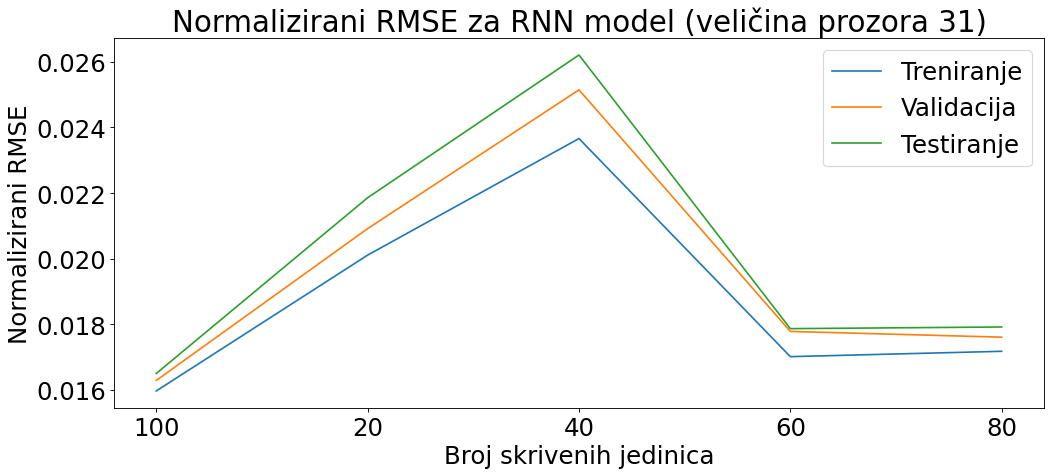 Normalizirani RMSE za RNN model (veličina prozora 31)
Normalizirani RMSE
0.026
0.024
0.022
0.020
0.018
0.016
Treniranje
Validacija
Testiranje
100 20 40 60 80
Broj skrivenih jedinica